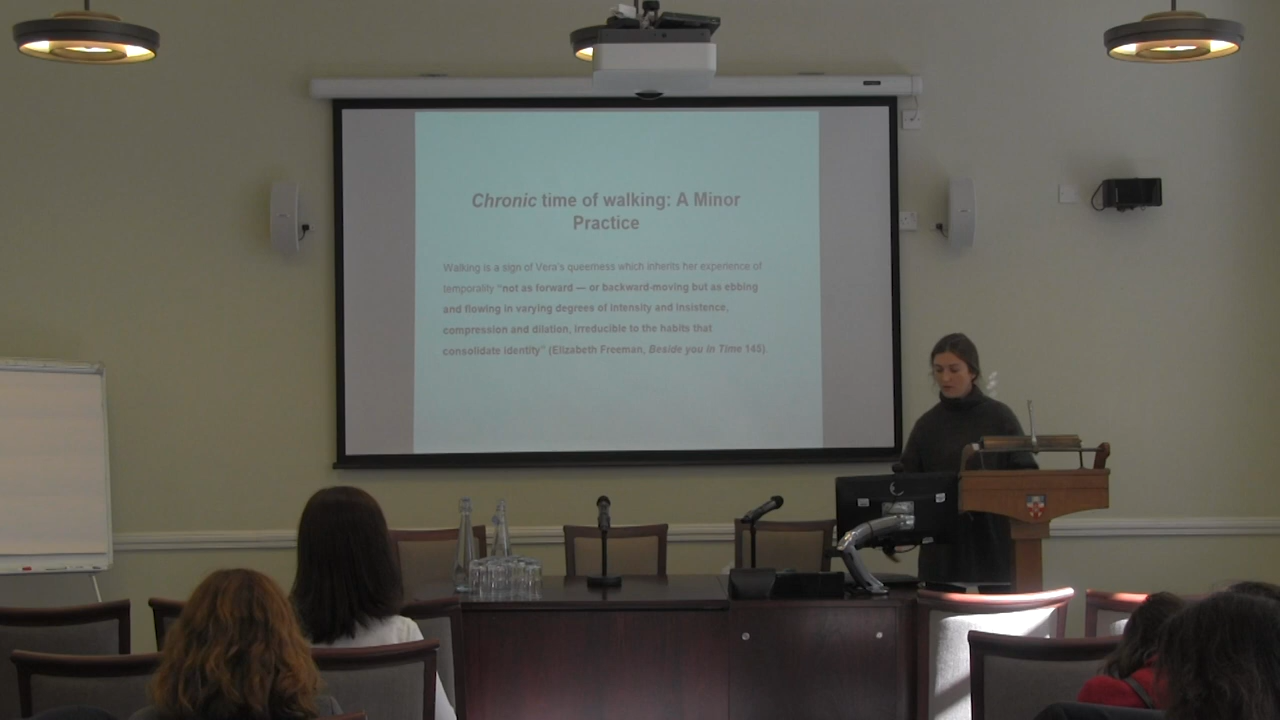 Chronic time of walking: A Minor
Practice
Walking is a sign of Vera's queerness which inherits her experience of
temporality "not as forward — or backward-moving but as ebbing
and flowing in varying degrees of intensity and insistence,
compression and dilation, irreducible to the habits that
consolidate identity" (Elizabeth Freeman, Beside you in Time 145)